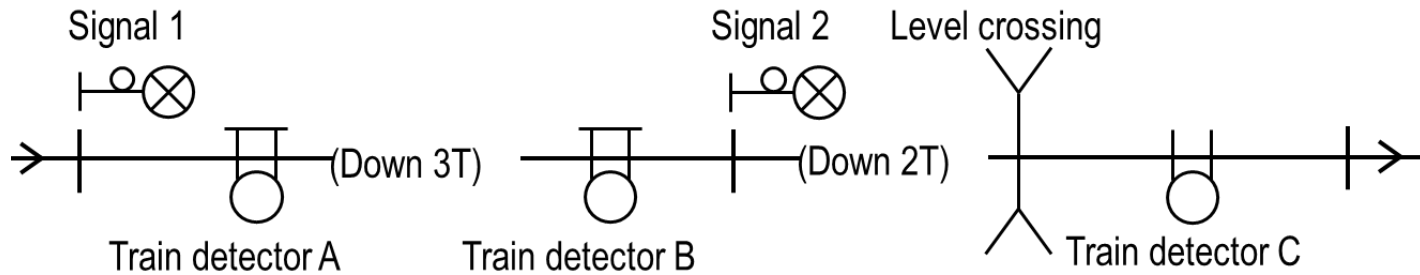 Signal 1
Signal 2
Level crossing
(Down 3T)
(Down 2T)
Train detector A
Train detector B
Train detector C